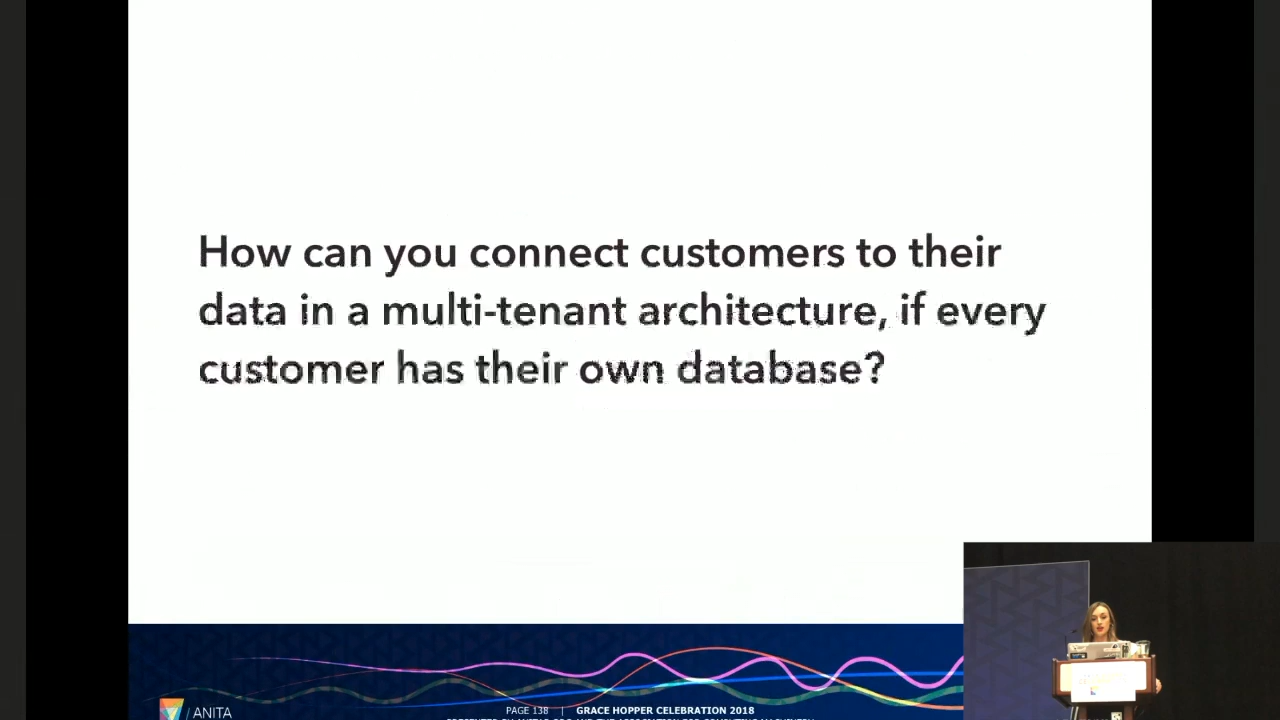 How can you connect customers to their
data in a multi-tenant architecture, if every
customer has their own database?
/ ANITA
PAGE 138 | GRACE HOPPER CELEBRATION 2018